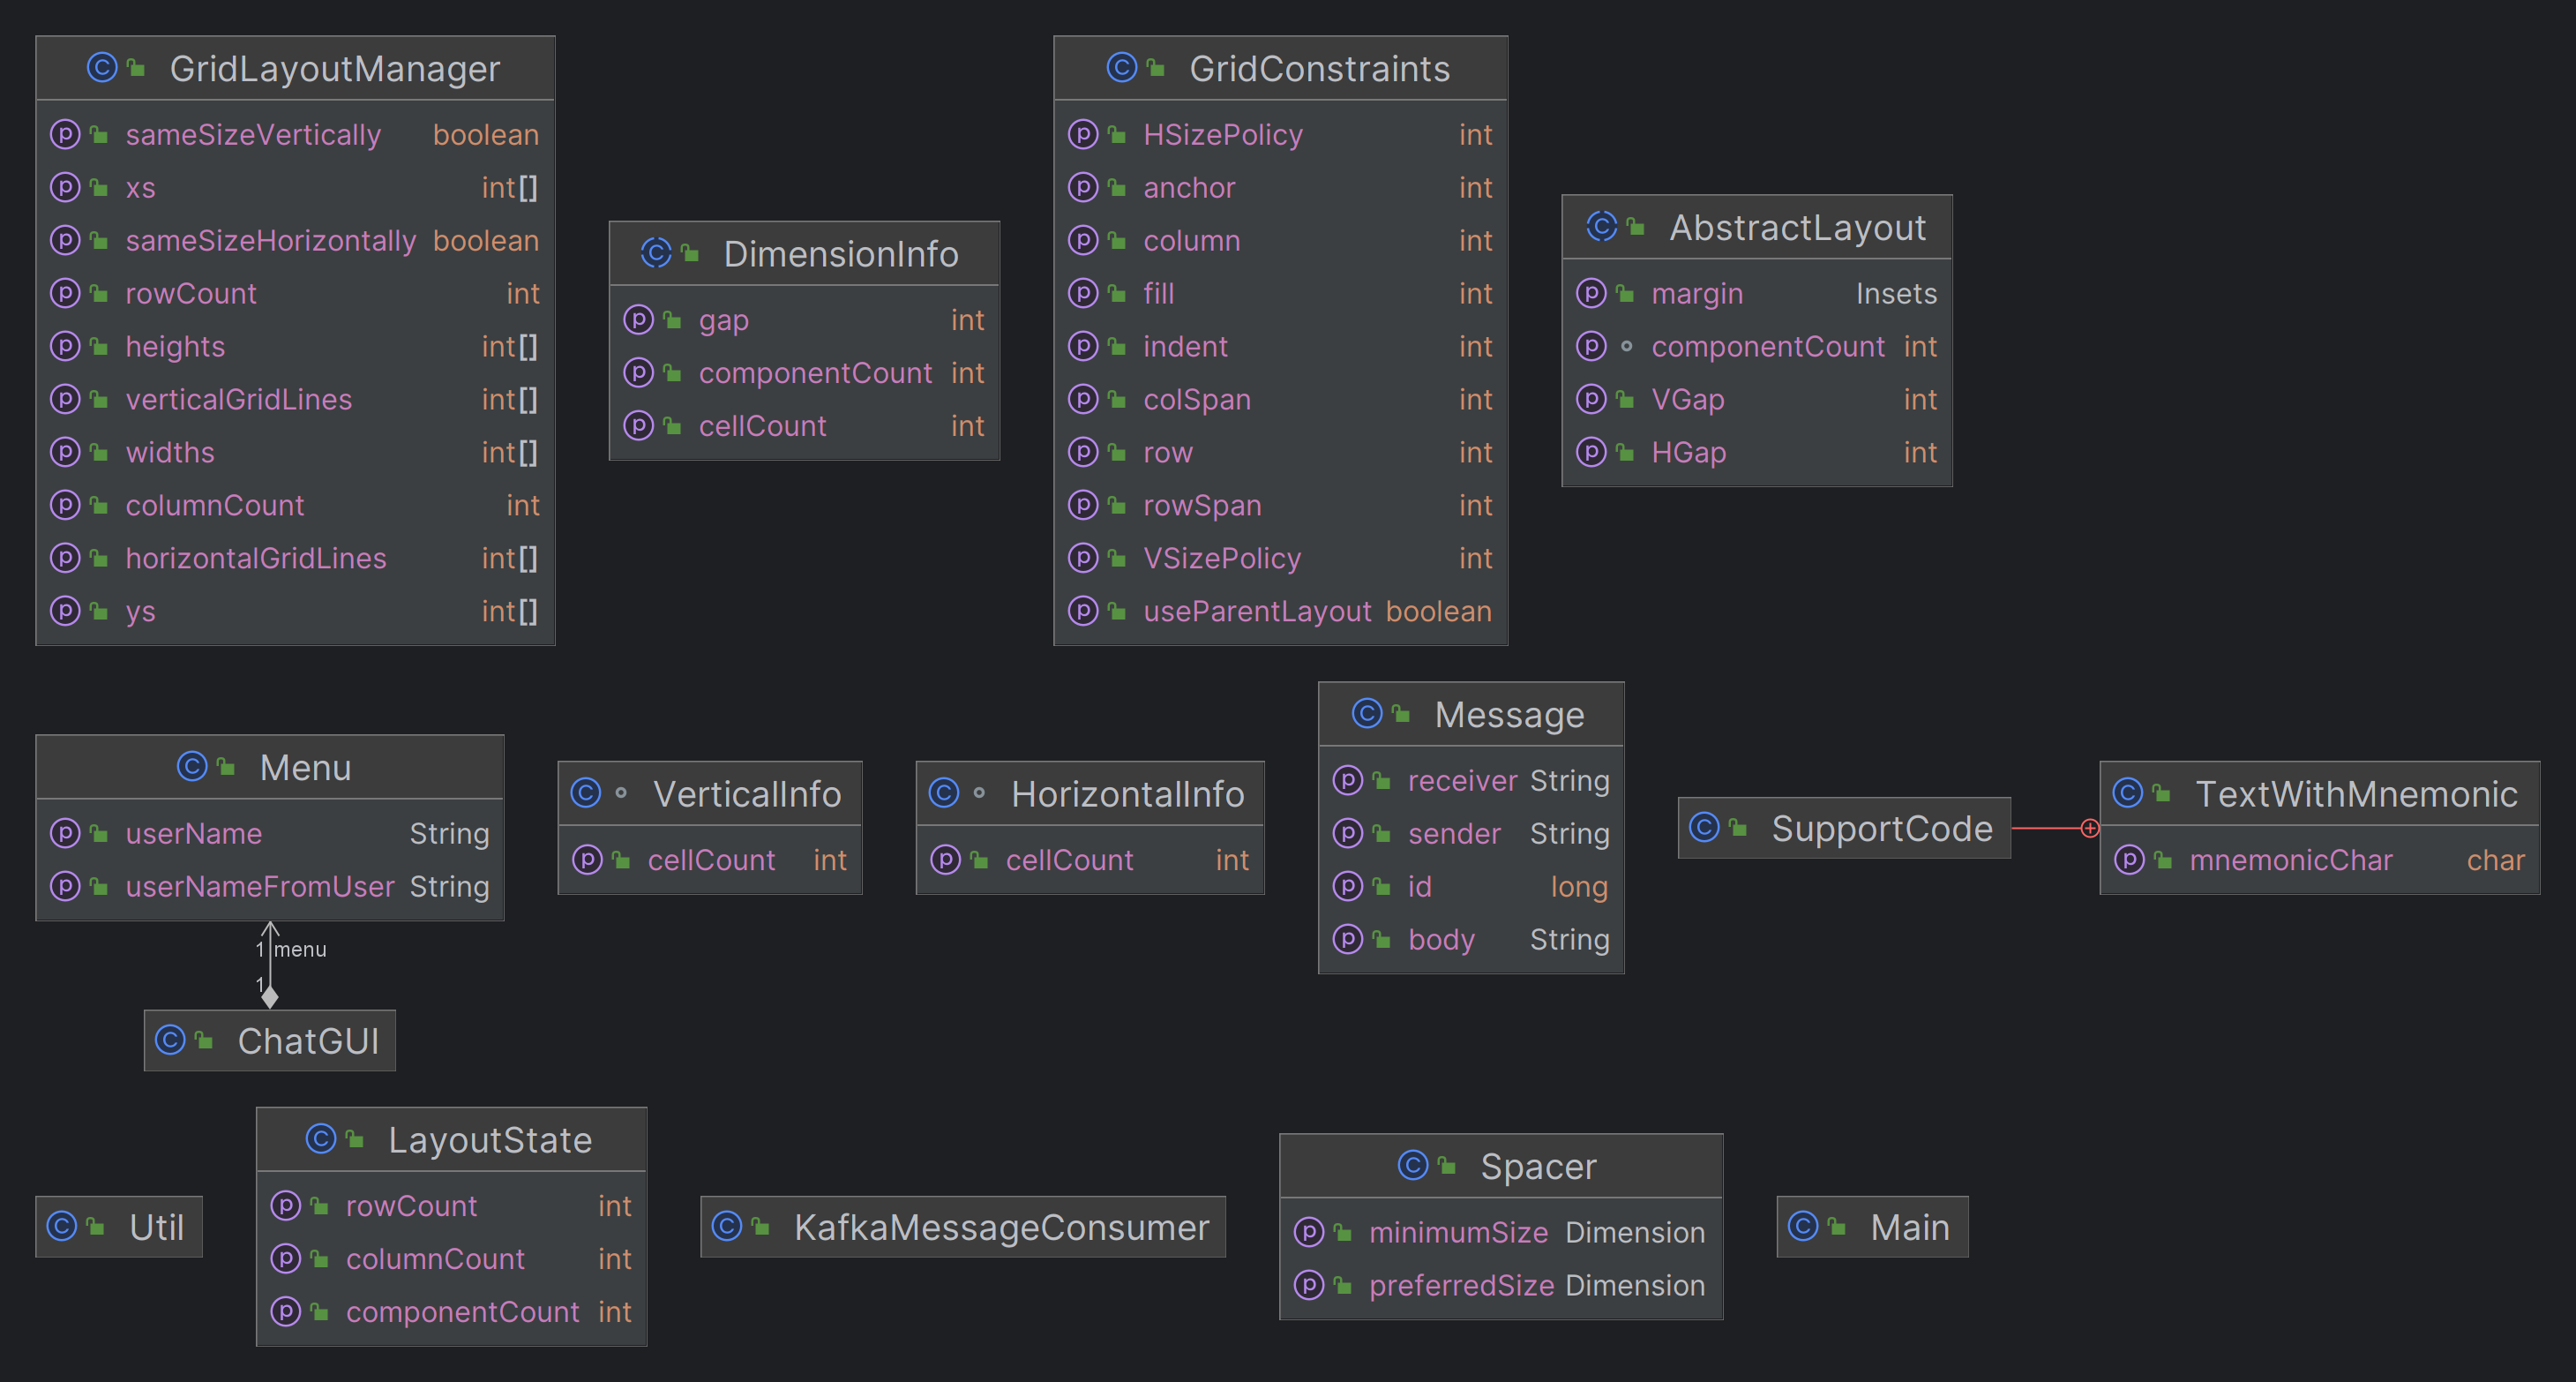 GridLayoutManager
sameSizeVertically boolean
xs int[]
sameSizeHorizontally boolean
rowCount int
heights int[]
verticalGridLines int[]
widths int[]
columnCount int
horizontalGridLines int[]
ys int[]
DimensionInfo
gap int
componentCount int
cellCount int
GridConstraints
HSizePolicy int
anchor int
column int
fill int
indent int
colSpan int
row int
rowSpan int
VSizePolicy int
useParentLayout boolean
AbstractLayout
margin Insets
componentCount int
VGap int
HGap int
Menu
userName String
userNameFromUser String
1 menu
1
ChatGUI
VerticalInfo
cellCount int
HorizontalInfo
cellCount int
Message
receiver String
sender String
id long
body String
SupportCode
TextWithMnemonic
mnemonicChar char
Util
LayoutState
rowCount int
columnCount int
componentCount int
KafkaMessageConsumer
Spacer
minimumSize Dimension
preferredSize Dimension
Main